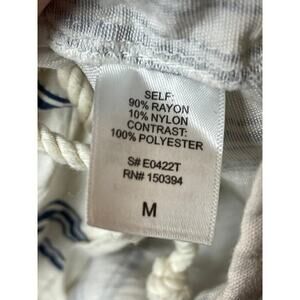 SELF:
90% RAYON
10% NYLON
CONTRAST:
100% POLYESTER
S# E0422T
RN# 150394
M